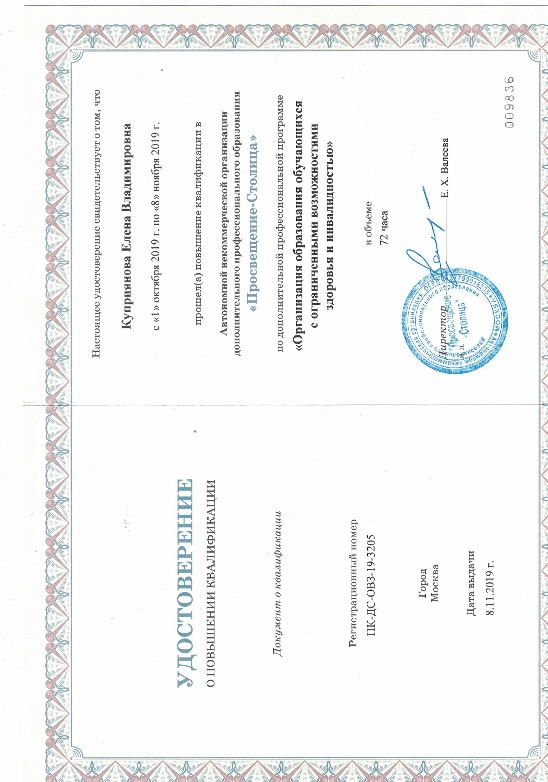 УДОСТОВЕРЕНИЕ
О ПОВЫШЕНИИ КВАЛИФИКАЦИИ
Документ о квалификации
Регистрационный номер
ПК-ДС-ОВЗ-19-3205
Город
Москва
Дата выдачи
8.11.2019 г.
Настоящее удостоверение свидетельствует о том, что
Куприянова Елена Владимировна
с «1» октября 2019 г. по «8» ноября 2019 г.
прошел(а) повышение квалификации в
Автономной некоммерческой организации
дополнительного профессионального образования
«Просвещение-Столица»
по дополнительной профессиональной программе
«Организация образования обучающихся
с ограниченными возможностями
здоровья и инвалидностью»
в объеме
72 часа
Директор
Е. Х. Валеева
М.П.
"Просвещение-
Столица"
009836